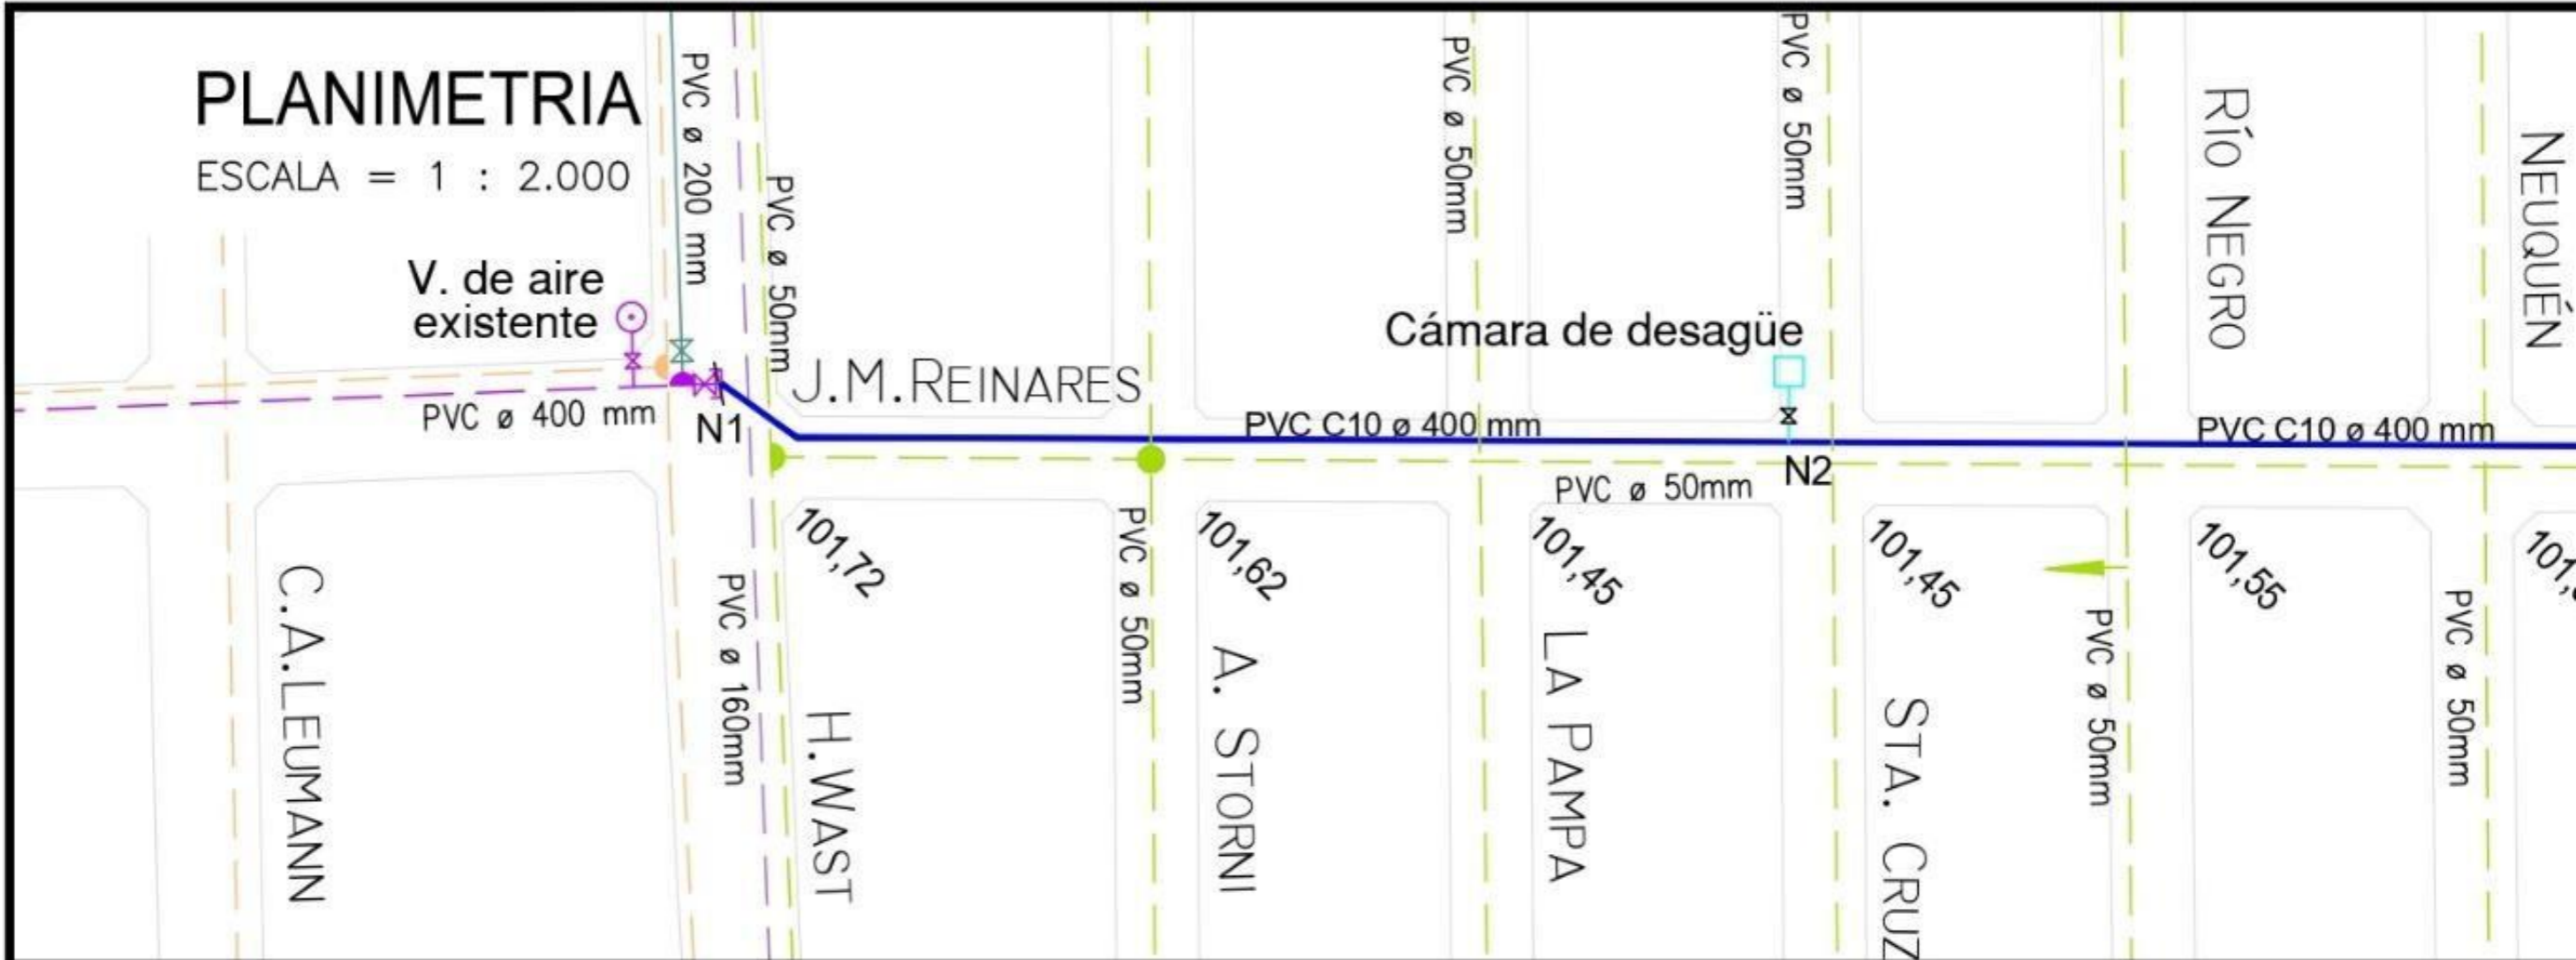 PLANIMETRIA
ESCALA = 1 : 2.000
PVC ø 200 mm
PVC ø 50mm
PVC ø 50mm
PVC ø 50mm
RÍO NEGRO
NEUQUÉN
V. de aire
existente
Cámara de desagüe
J.M.REINARES
PVC ø 400 mm
N1
PVC C10 ø 400 mm
PVC C10 ø 400 mm
N2
PVC ø 50mm
101,72
101,62
101,45
101,45
101,55
C.A.LEUMANN
PVC ø 160mm
H.WAST
PVC ø 50mm
A. STORNI
LA PAMPA
STA. CRUZ
PVC ø 50mm
PVC ø 50mm